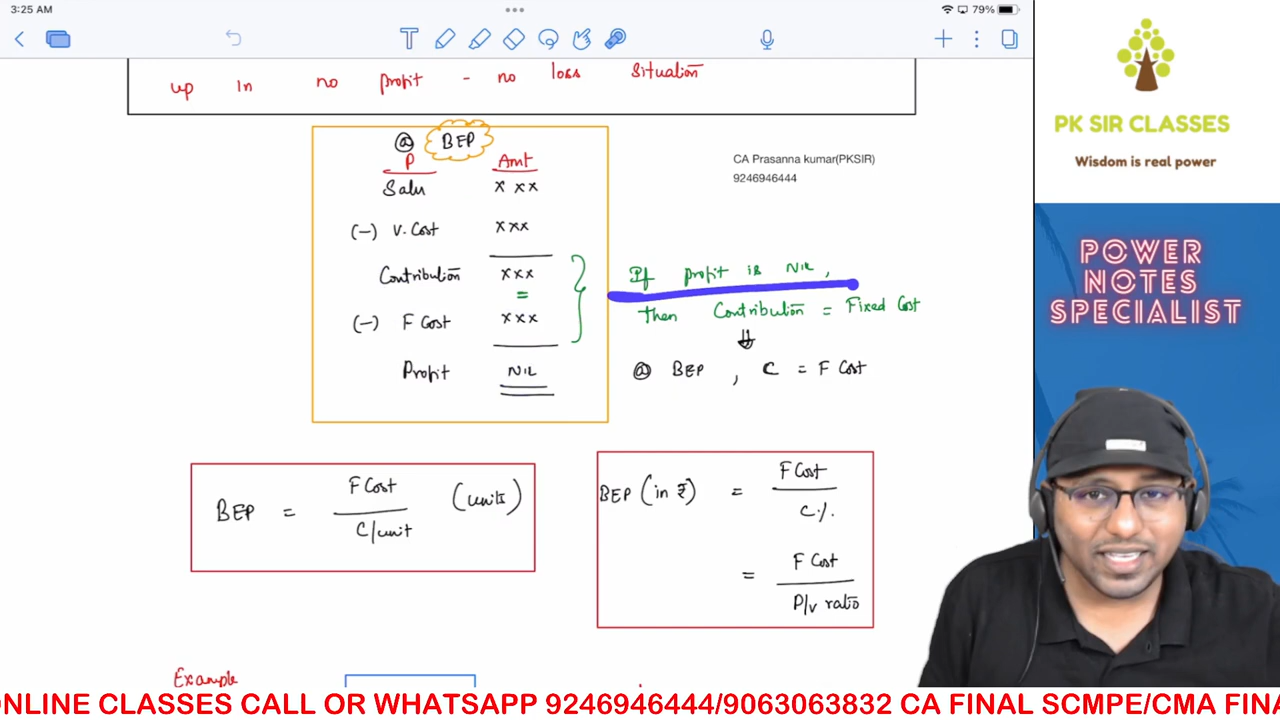 3:25 AM
79%
up in no profit - no loss situation
@ BEP
P Amt
Sales x xx
(-) V. Cost xxx
Contribution xxx
=
(-) F Cost xxx
Profit NIL
CA Prasanna kumar(PKSIR)
9246946444
If profit is NIL,
then Contribution = Fixed Cost
⇓
@ BEP , C = F Cost
BEP = F Cost / C/unit (units)
BEP (in ₹) = F Cost / C%
= F Cost / P/v ratio
Example
PK SIR CLASSES
Wisdom is real power
POWER
NOTES
SPECIALIST
ONLINE CLASSES CALL OR WHATSAPP 9246946444/9063063832 CA FINAL SCMPE/CMA FINA